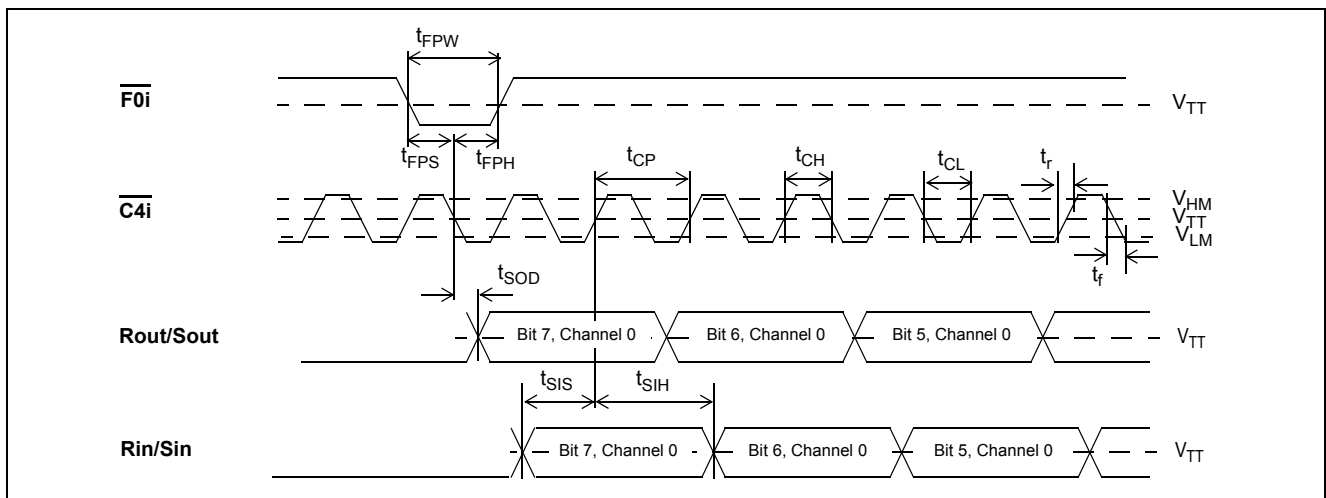 tFPW
F0i
VTT
tFPS tFPH
tCP tCH tCL tr
C4i
VHM
VTT
VLM
tf
tSOD
Rout/Sout Bit 7, Channel 0 Bit 6, Channel 0 Bit 5, Channel 0 VTT
tSIS tSIH
Rin/Sin Bit 7, Channel 0 Bit 6, Channel 0 Bit 5, Channel 0 VTT